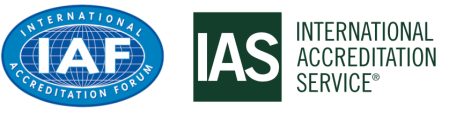 INTERNATIONAL
IAF
ACCREDITATION FORUM
IAS
INTERNATIONAL
ACCREDITATION
SERVICE®